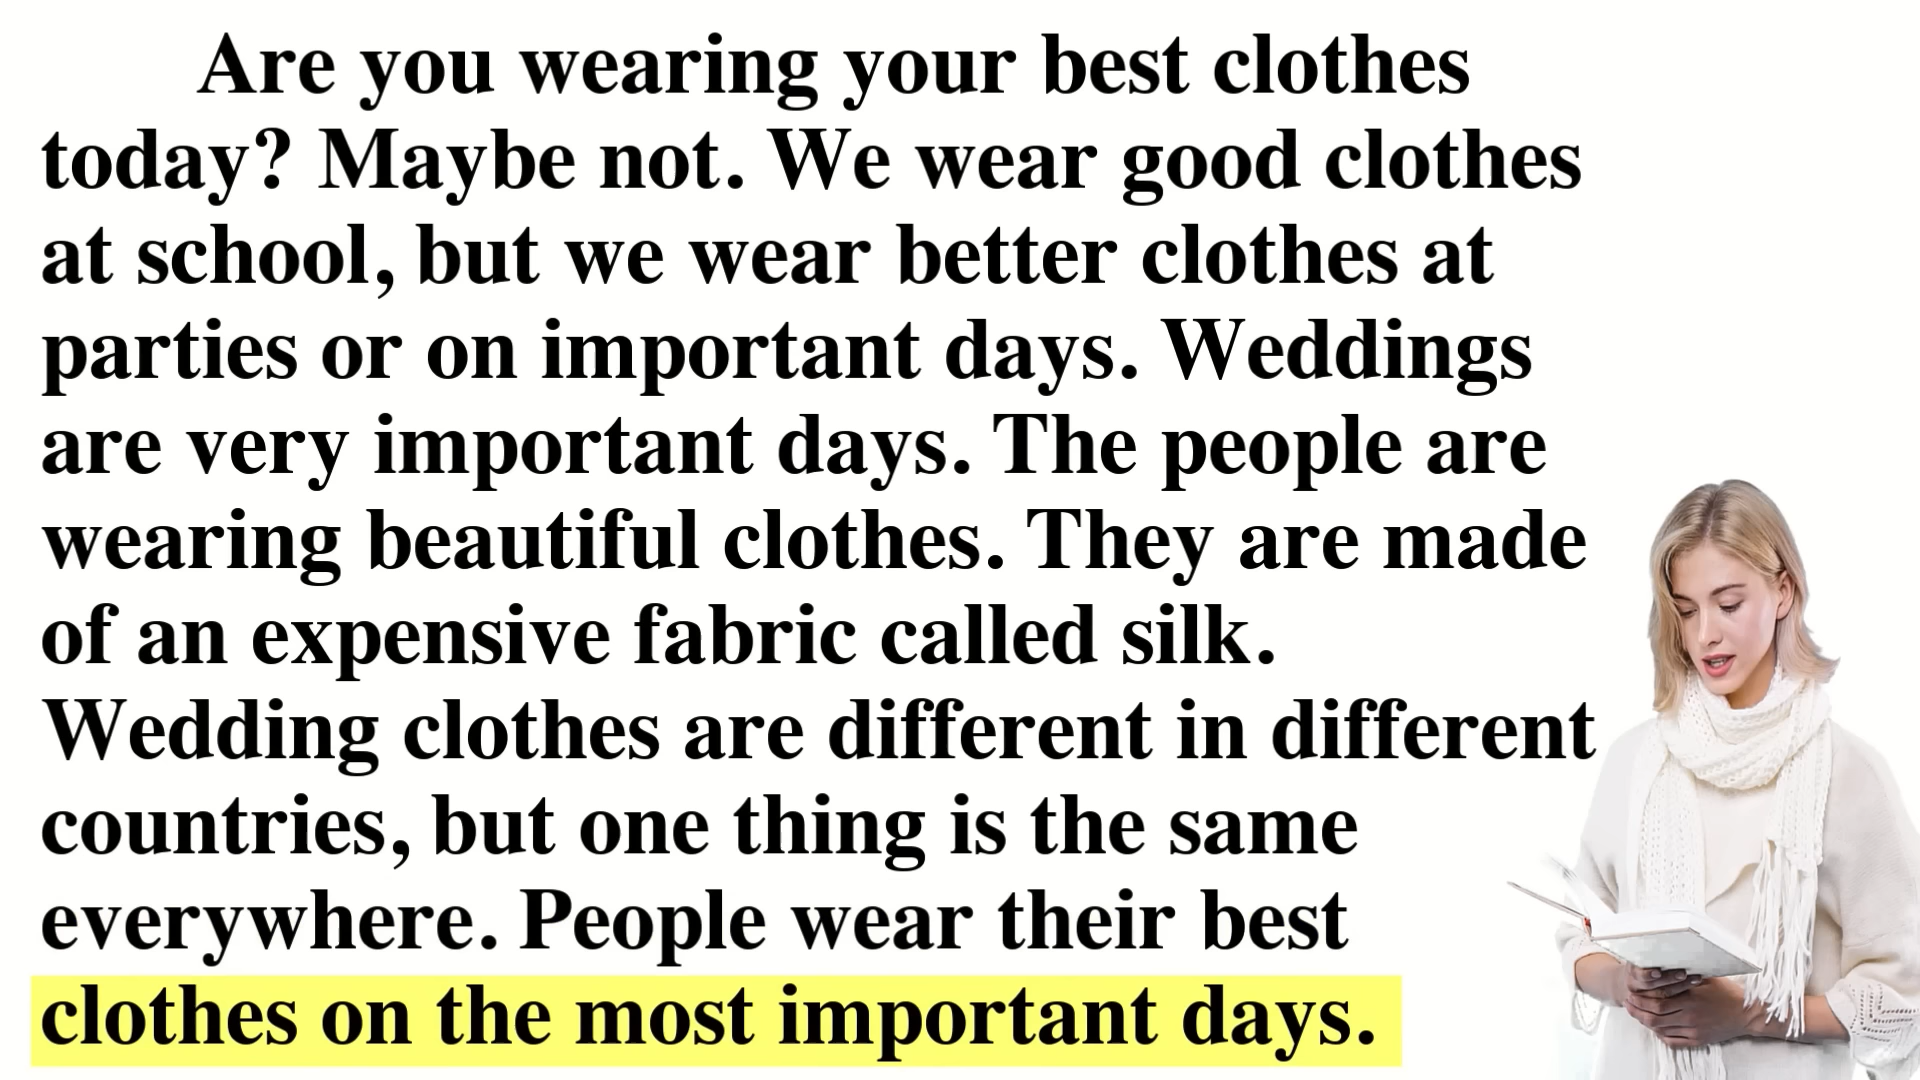 Are you wearing your best clothes
today? Maybe not. We wear good clothes
at school, but we wear better clothes at
parties or on important days. Weddings
are very important days. The people are
wearing beautiful clothes. They are made
of an expensive fabric called silk.
Wedding clothes are different in different
countries, but one thing is the same
everywhere. People wear their best
clothes on the most important days.